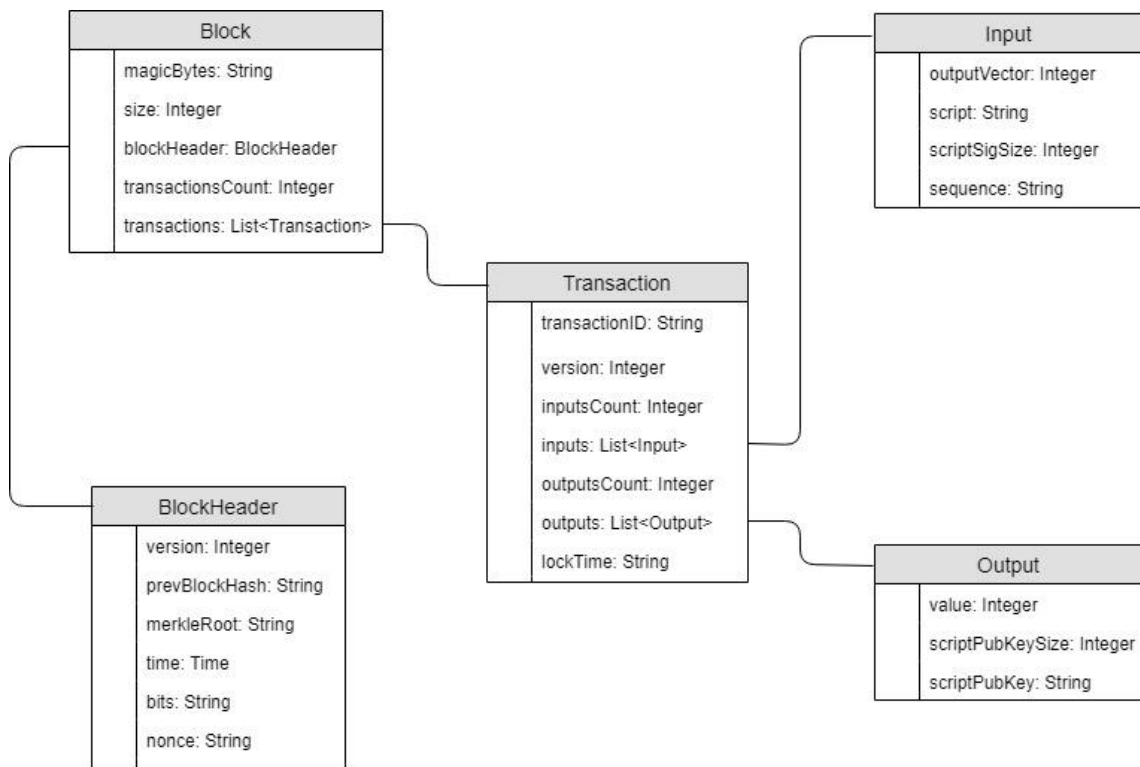 Block
magicBytes: String
size: Integer
blockHeader: BlockHeader
transactionsCount: Integer
transactions: List<Transaction>
Input
outputVector: Integer
script: String
scriptSigSize: Integer
sequence: String
Transaction
transactionID: String
version: Integer
inputsCount: Integer
inputs: List<Input>
outputsCount: Integer
outputs: List<Output>
lockTime: String
BlockHeader
version: Integer
prevBlockHash: String
merkleRoot: String
time: Time
bits: String
nonce: String
Output
value: Integer
scriptPubKeySize: Integer
scriptPubKey: String